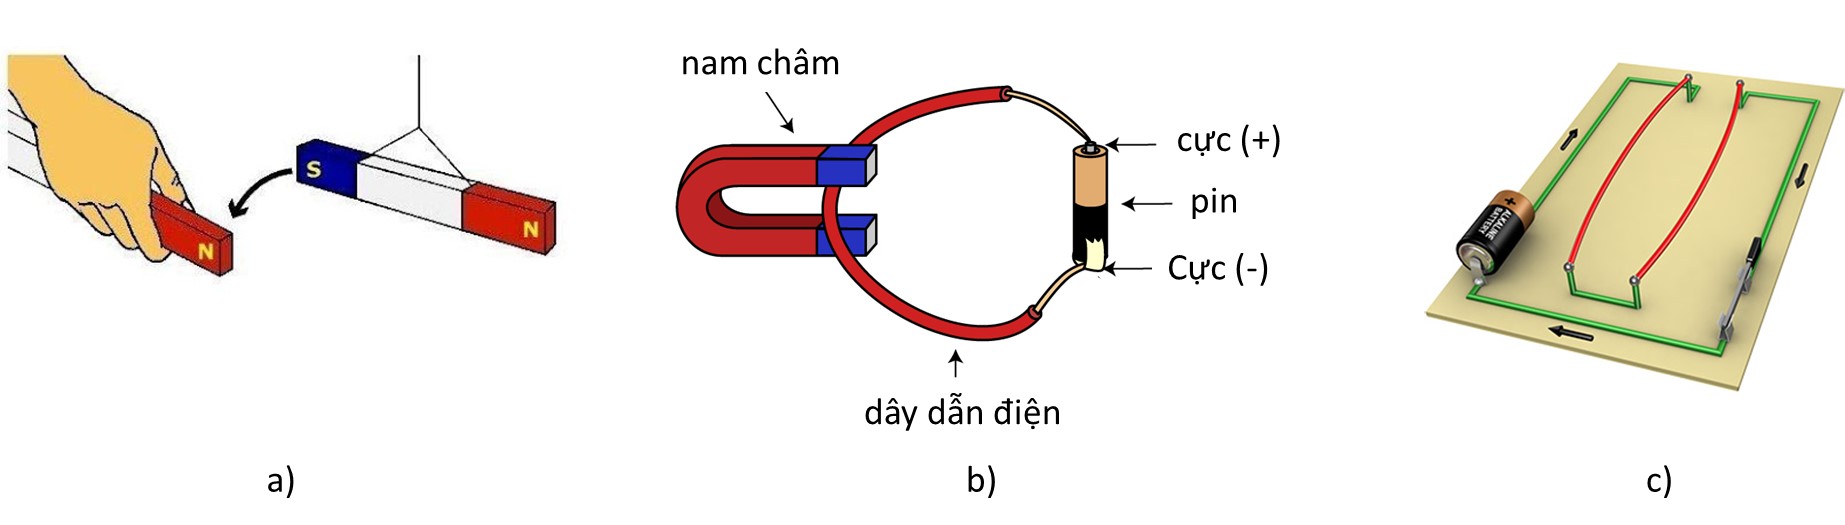 S
N
N
a)
nam châm
cực (+)
pin
Cực (-)
dây dẫn điện
b)
+
ALKALINE
BATTERY
c)